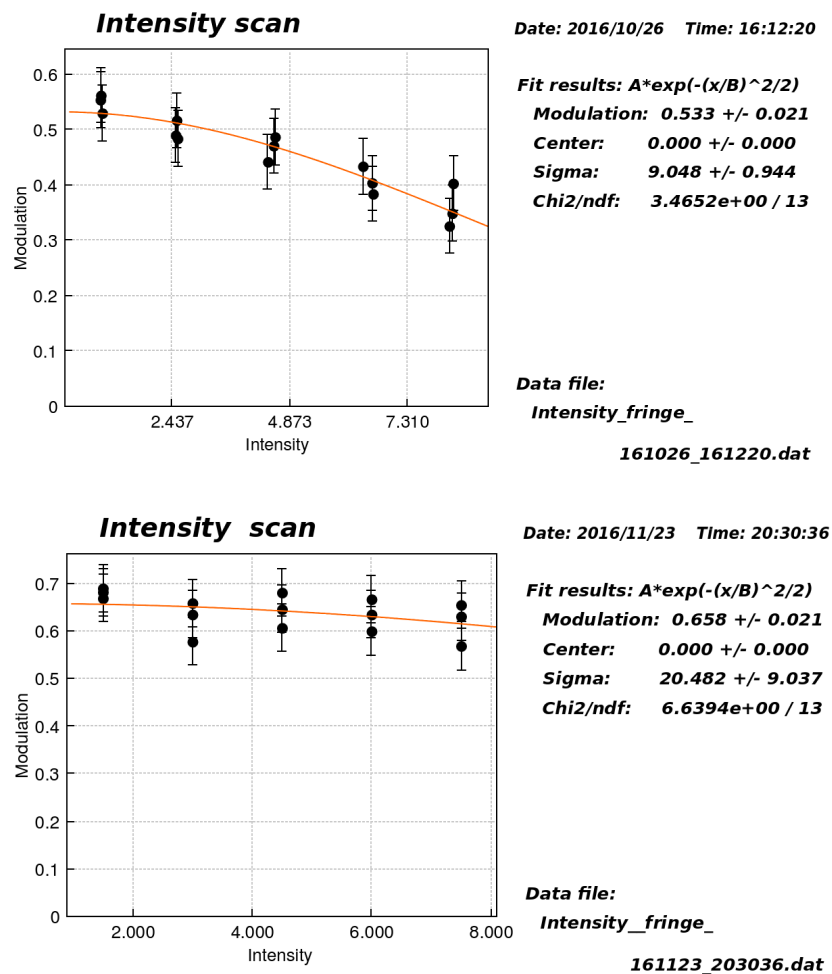 Intensity scan
Date: 2016/10/26 Time: 16:12:20
Fit results: A*exp(-(x/B)^2/2)
Modulation: 0.533 +/- 0.021
Center: 0.000 +/- 0.000
Sigma: 9.048 +/- 0.944
Chi2/ndf: 3.4652e+00 / 13
0.6
0.5
0.4
0.3
0.2
0.1
0
Modulation
2.437 4.873 7.310
Intensity
Data file:
Intensity_fringe_
161026_161220.dat
Intensity scan
Date: 2016/11/23 Time: 20:30:36
Fit results: A*exp(-(x/B)^2/2)
Modulation: 0.658 +/- 0.021
Center: 0.000 +/- 0.000
Sigma: 20.482 +/- 9.037
Chi2/ndf: 6.6394e+00 / 13
0.7
0.6
0.5
0.4
0.3
0.2
0.1
0
Modulation
2.000 4.000 6.000 8.000
Intensity
Data file:
Intensity__fringe_
161123_203036.dat